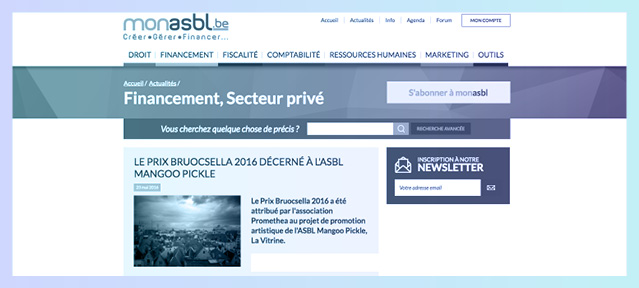 monasbl.be
Créer●Gérer●Financer...
Accueil Actualités Info Agenda Forum MON COMPTE
DROIT FINANCEMENT FISCALITÉ COMPTABILITÉ RESSOURCES HUMAINES MARKETING OUTILS
Accueil / Actualités /
Financement, Secteur privé
S'abonner à monasbl
Vous cherchez quelque chose de précis ? RECHERCHE AVANCÉE
LE PRIX BRUOCSELLA 2016 DÉCERNÉ À L'ASBL
MANGOO PICKLE
Le Prix Bruocsella 2016 a été
attribué par l'association
Promethea au projet de promotion
artistique de l'ASBL Mangoo Pickle,
La Vitrine.
INSCRIPTION À NOTRE
NEWSLETTER
Votre adresse email